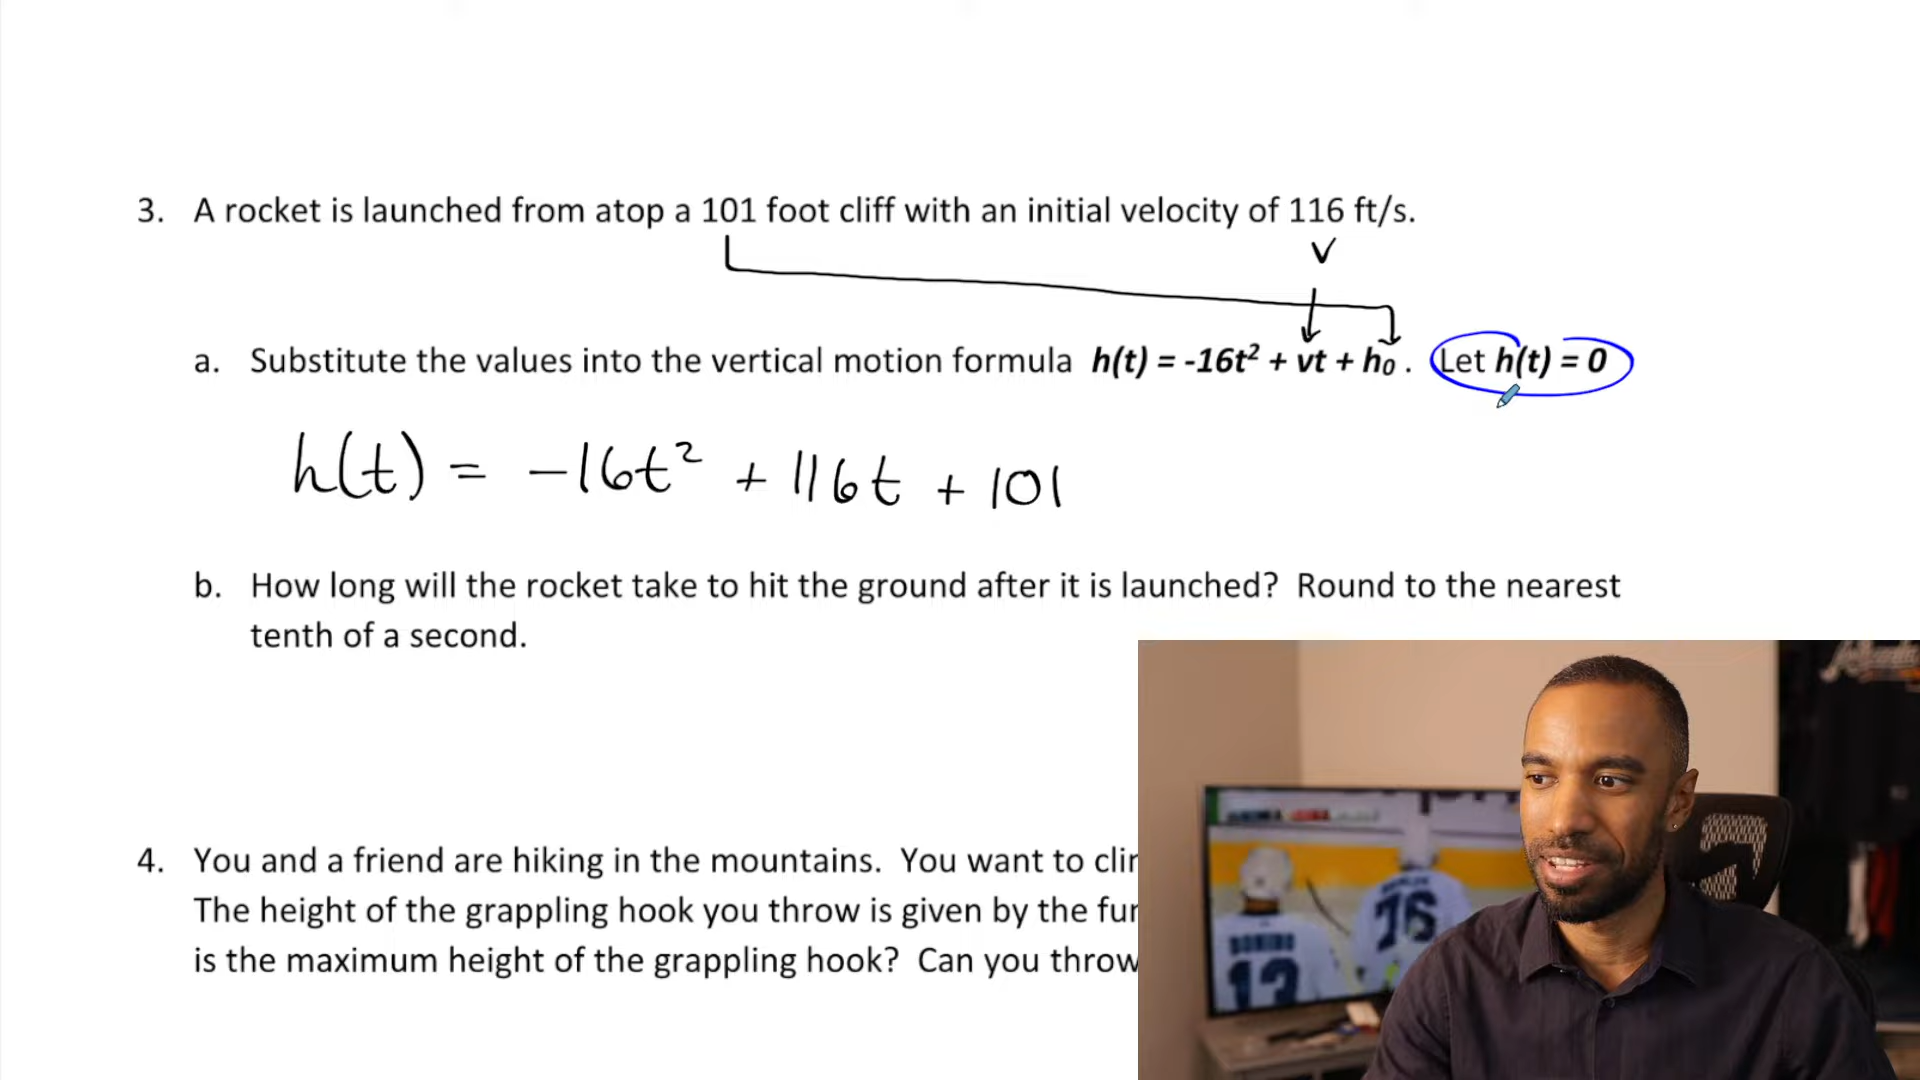 3. A rocket is launched from atop a 101 foot cliff with an initial velocity of 116 ft/s.
v
a. Substitute the values into the vertical motion formula h(t) = -16t² + vt + h₀ . Let h(t) = 0
h(t) = -16t² + 116t + 101
b. How long will the rocket take to hit the ground after it is launched? Round to the nearest
tenth of a second.
4. You and a friend are hiking in the mountains. You want to
The height of the grappling hook you throw is given by the
is the maximum height of the grappling hook? Can you throw
76
13